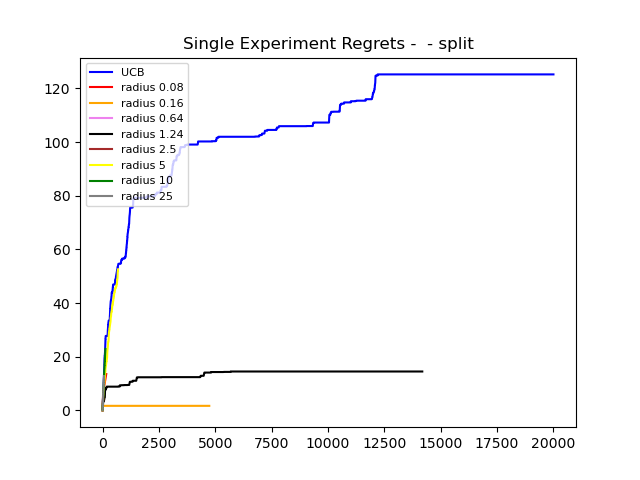 Single Experiment Regrets -  - split
UCB
radius 0.08
radius 0.16
radius 0.64
radius 1.24
radius 2.5
radius 5
radius 10
radius 25
120
100
80
60
40
20
0
0 2500 5000 7500 10000 12500 15000 17500 20000